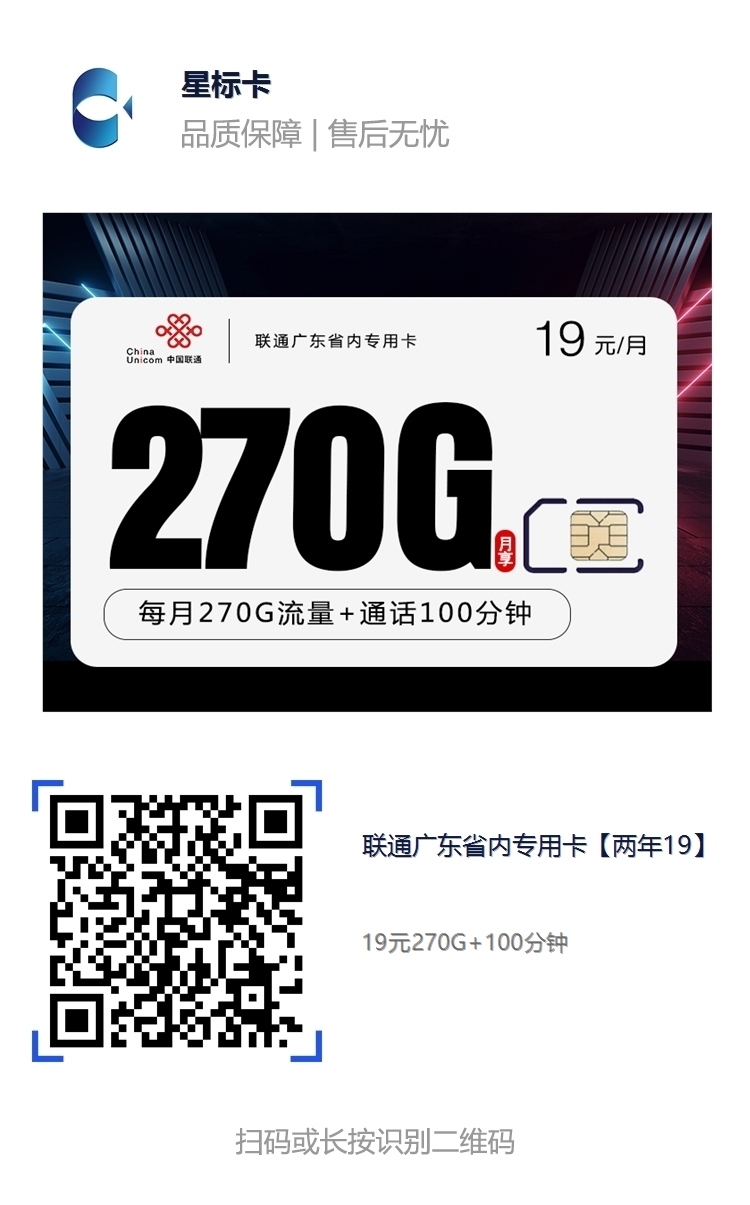 星标卡
品质保障 | 售后无忧
China
Unicom 中国联通
联通广东省内专用卡
19 元/月
270G
月享
每月270G流量+通话100分钟
联通广东省内专用卡【两年19】
19元270G+100分钟
扫码或长按识别二维码